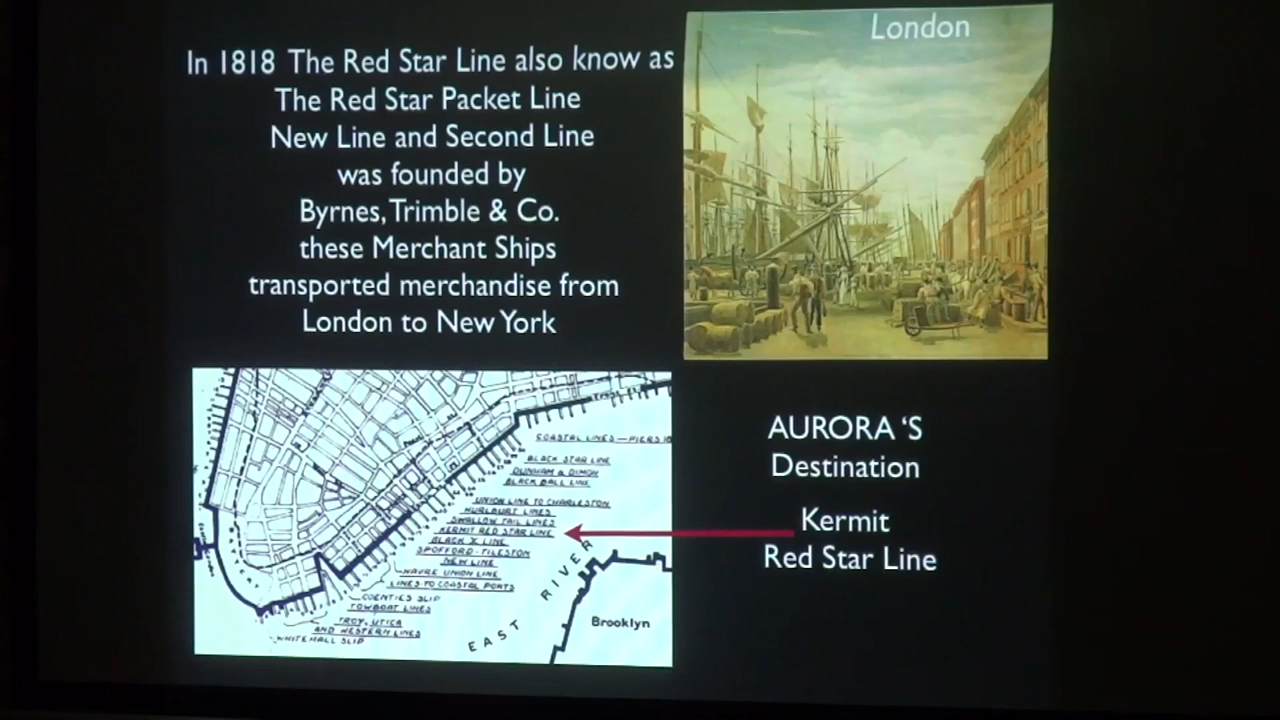 In 1818 The Red Star Line also know as
The Red Star Packet Line
New Line and Second Line
was founded by
Byrnes, Trimble & Co.
these Merchant Ships
transported merchandise from
London to New York
London
COASTAL LINES — PIERS
BLACK STAR LINE
DUNHAM & DIMON
BLACK BALL LINE
UNION LINE TO CHARLESTON
HURLBURT LINES
SWALLOW TAIL LINES
KERMIT RED STAR LINE
BLACK X LINE
SPOFFORD-TILESTON
NEW LINE
HAVRE UNION LINE
LINES TO COASTAL PORTS
COENTIES SLIP
TOWBOAT LINES
TROY, UTICA
AND WESTERN LINES
WHITEHALL SLIP
EAST RIVER
Brooklyn
AURORA ‘S
Destination
Kermit
Red Star Line